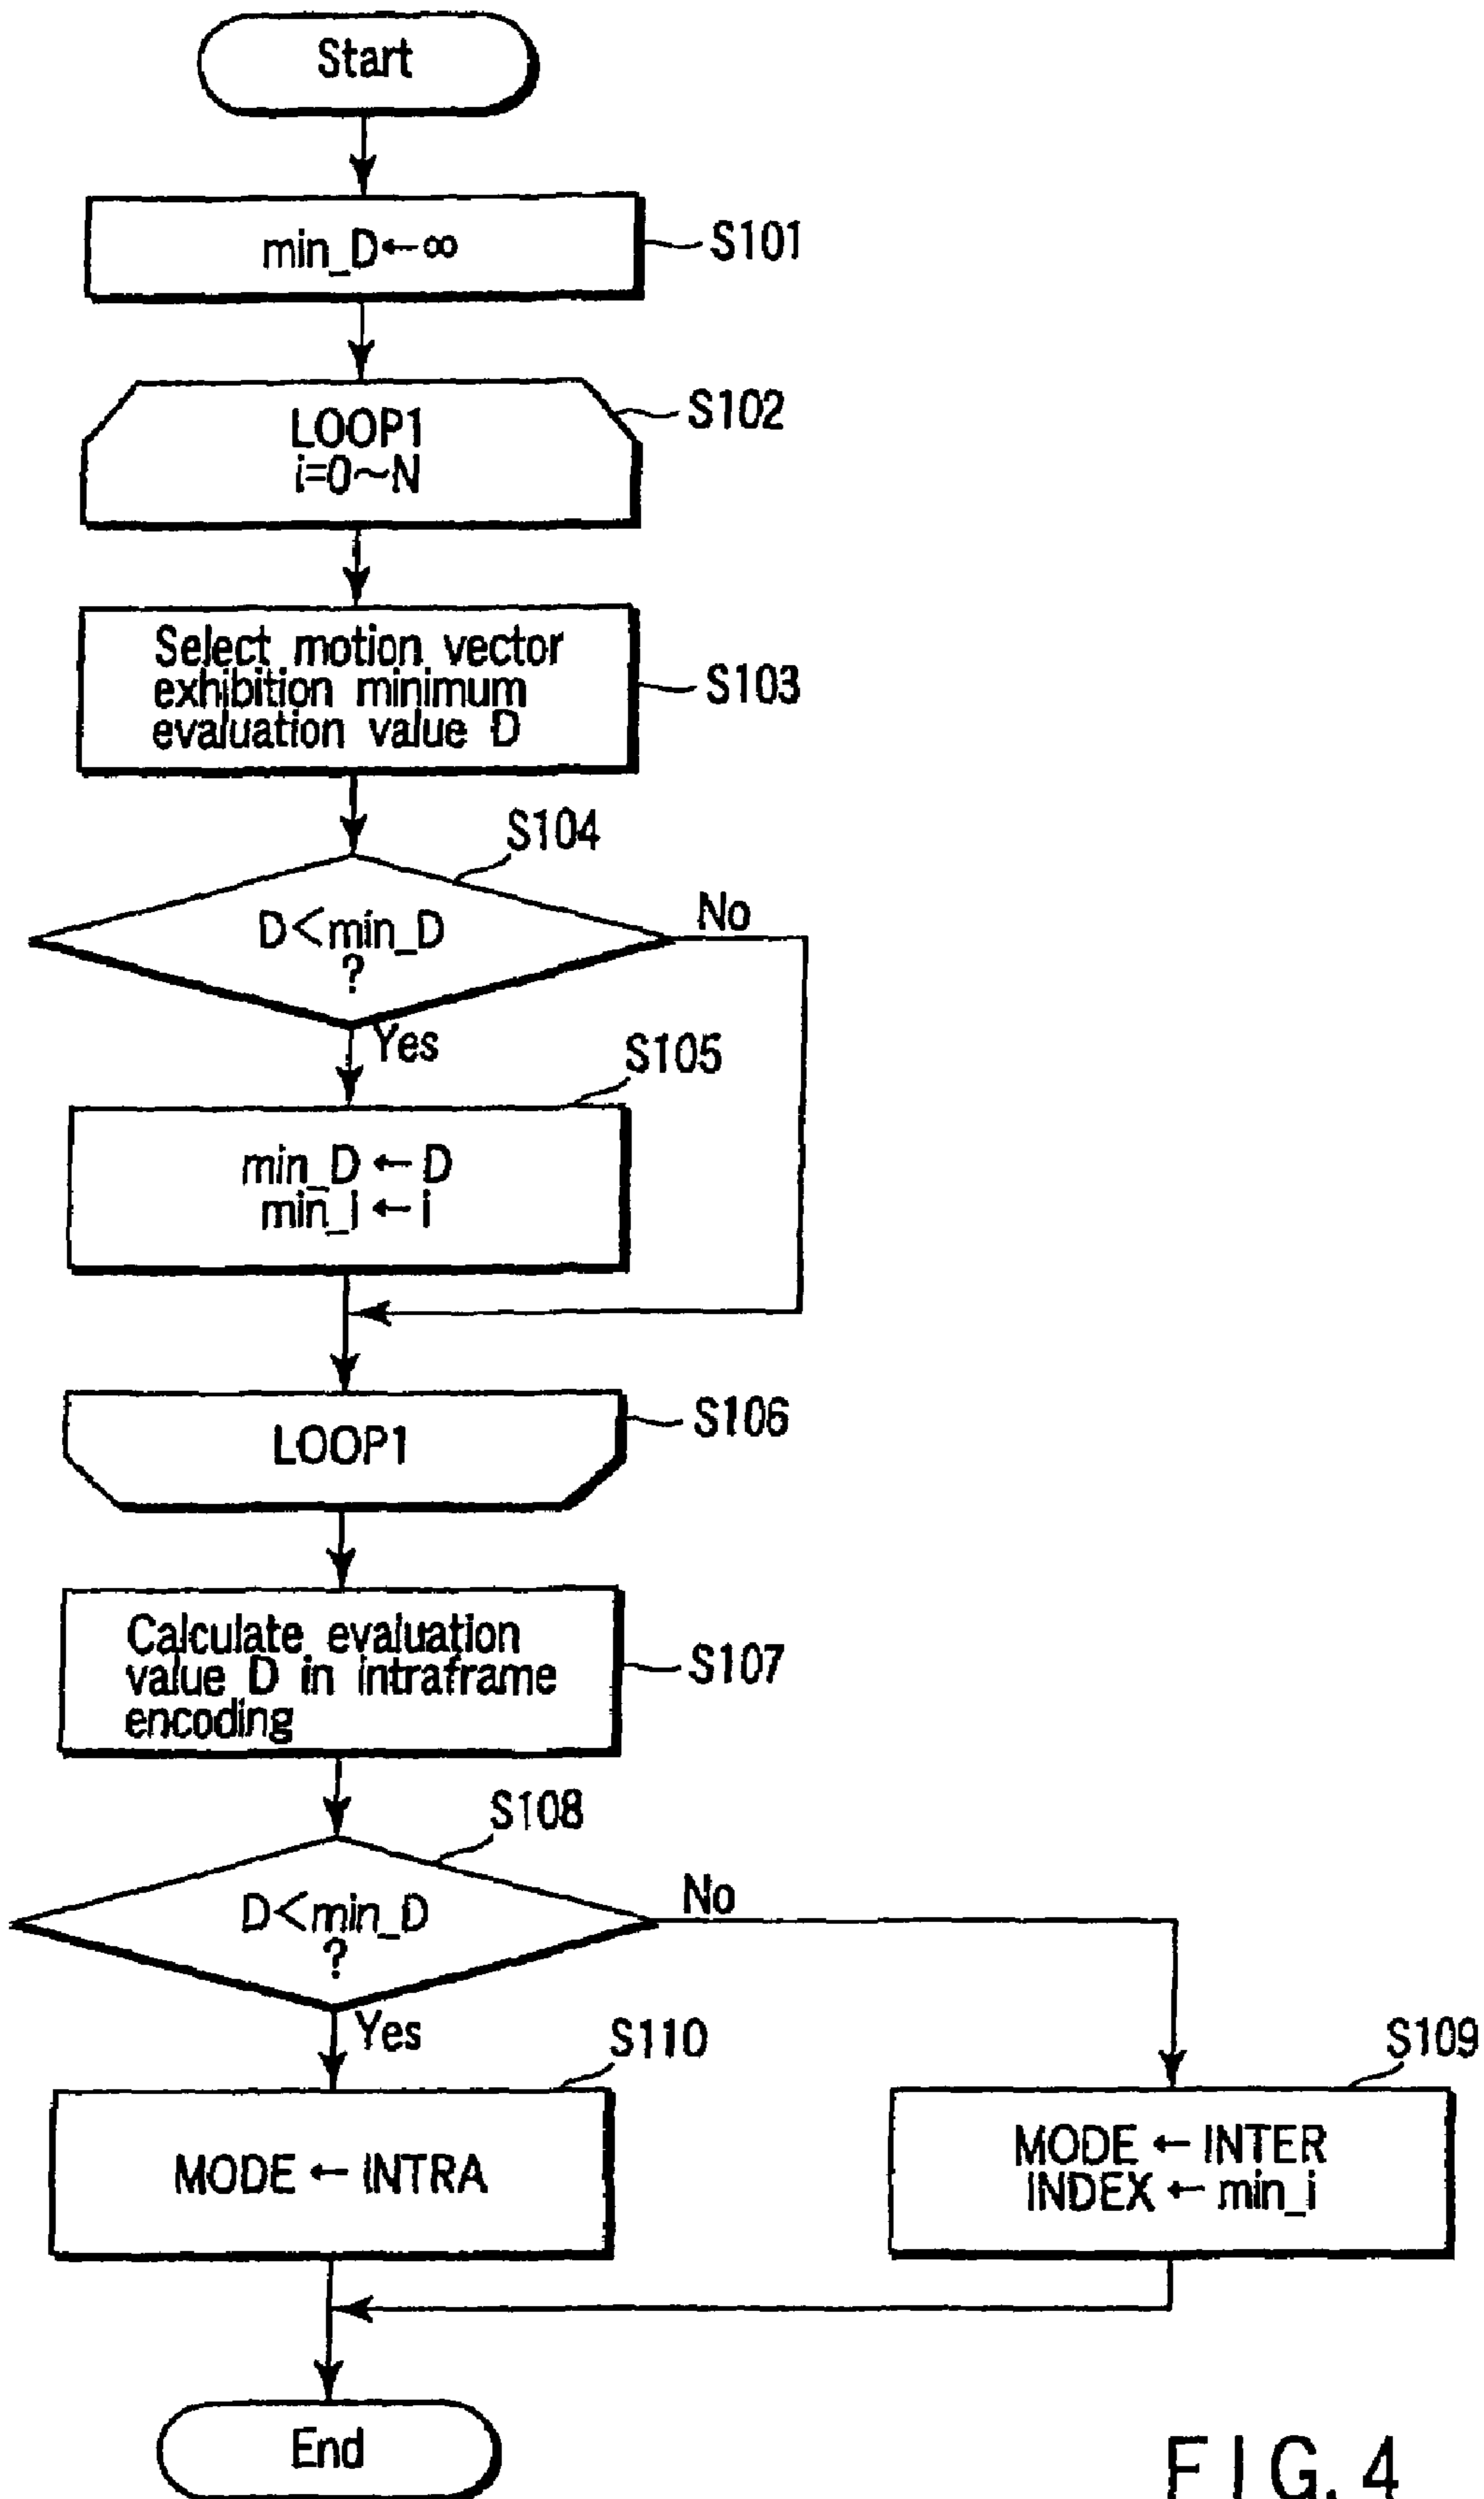 Start
min_D←∞
S101
LOOP1
i=0~N
S102
Select motion vector
exhibition minimum
evaluation value D
S103
S104
D<min_D
?
No
Yes
S105
min_D ← D
min_i ← i
LOOP1
S106
Calculate evaluation
value D in intraframe
encoding
S107
S108
D<min_D
?
No
Yes
S110
MODE ← INTRA
S109
MODE ← INTER
INDEX ← min_i
End
FIG. 4